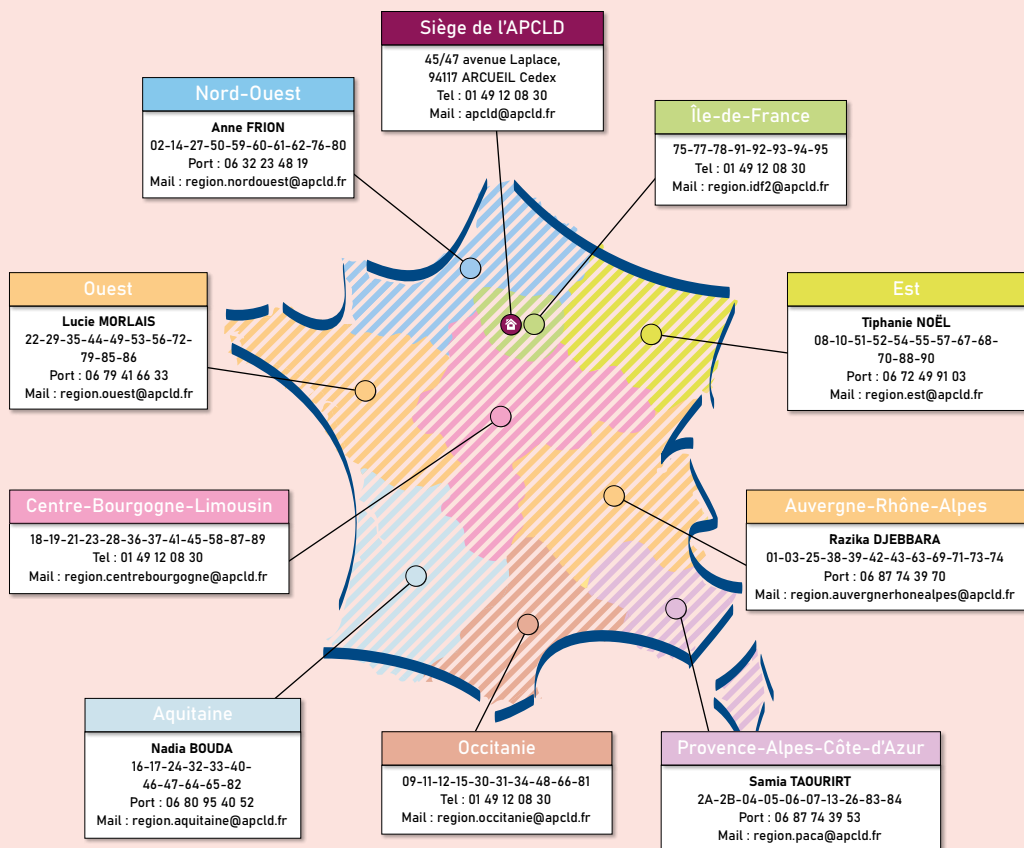 Siège de l'APCLD
45/47 avenue Laplace,
94117 ARCUEIL Cedex
Tel : 01 49 12 08 30
Mail : apcld@apcld.fr
Nord-Ouest
Anne FRION
02-14-27-50-59-60-61-62-76-80
Port : 06 32 23 48 19
Mail : region.nordouest@apcld.fr
Île-de-France
75-77-78-91-92-93-94-95
Tel : 01 49 12 08 30
Mail : region.idf2@apcld.fr
Ouest
Lucie MORLAIS
22-29-35-44-49-53-56-72-
79-85-86
Port : 06 79 41 66 33
Mail : region.ouest@apcld.fr
Est
Tiphanie NOËL
08-10-51-52-54-55-57-67-68-
70-88-90
Port : 06 72 49 91 03
Mail : region.est@apcld.fr
Centre-Bourgogne-Limousin
18-19-21-23-28-36-37-41-45-58-87-89
Tel : 01 49 12 08 30
Mail : region.centrebourgogne@apcld.fr
Auvergne-Rhône-Alpes
Razika DJEBBARA
01-03-25-38-39-42-43-63-69-71-73-74
Port : 06 87 74 39 70
Mail : region.auvergnerhonealpes@apcld.fr
Aquitaine
Nadia BOUDA
16-17-24-32-33-40-
46-47-64-65-82
Port : 06 80 95 40 52
Mail : region.aquitaine@apcld.fr
Occitanie
09-11-12-15-30-31-34-48-66-81
Tel : 01 49 12 08 30
Mail : region.occitanie@apcld.fr
Provence-Alpes-Côte-d'Azur
Samia TAOURIRT
2A-2B-04-05-06-07-13-26-83-84
Port : 06 87 74 39 53
Mail : region.paca@apcld.fr